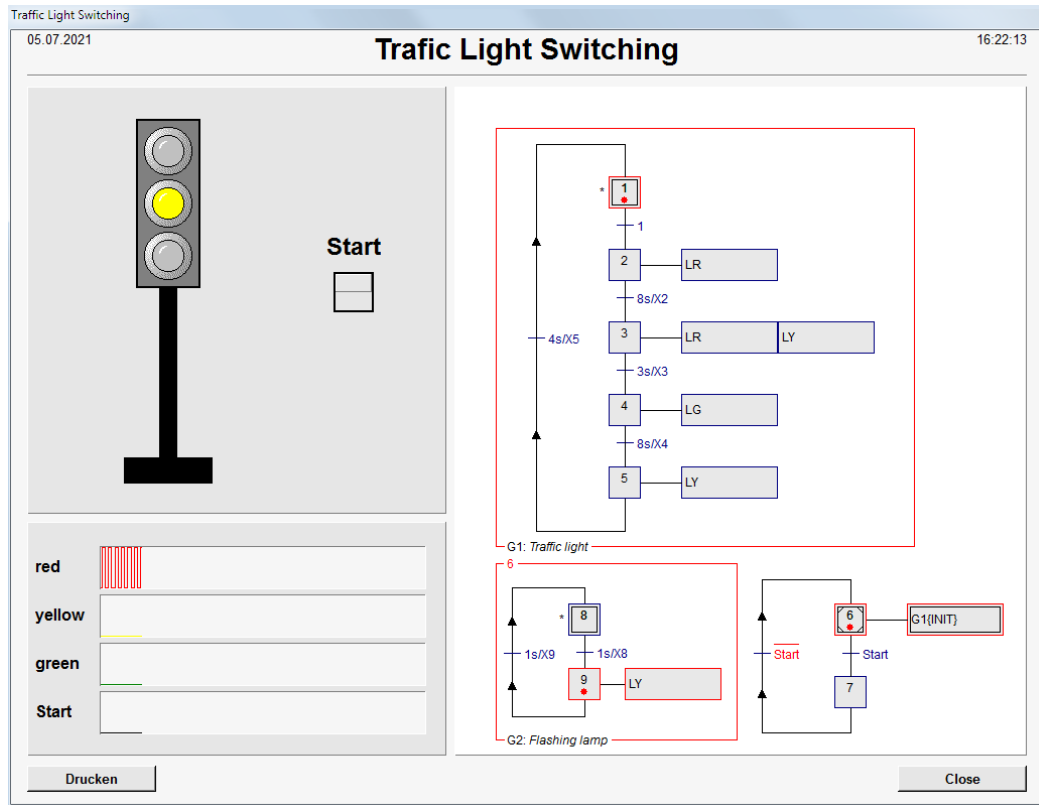 Traffic Light Switching
05.07.2021
Trafic Light Switching
16:22:13
Start
red
yellow
green
Start
* 1
1
2 LR
8s/X2
4s/X5
3 LR LY
3s/X3
4 LG
8s/X4
5 LY
G1: Traffic light
6
* 8
1s/X9 1s/X8
9 LY
G2: Flashing lamp
6 G1{INIT}
Start Start
7
Drucken
Close